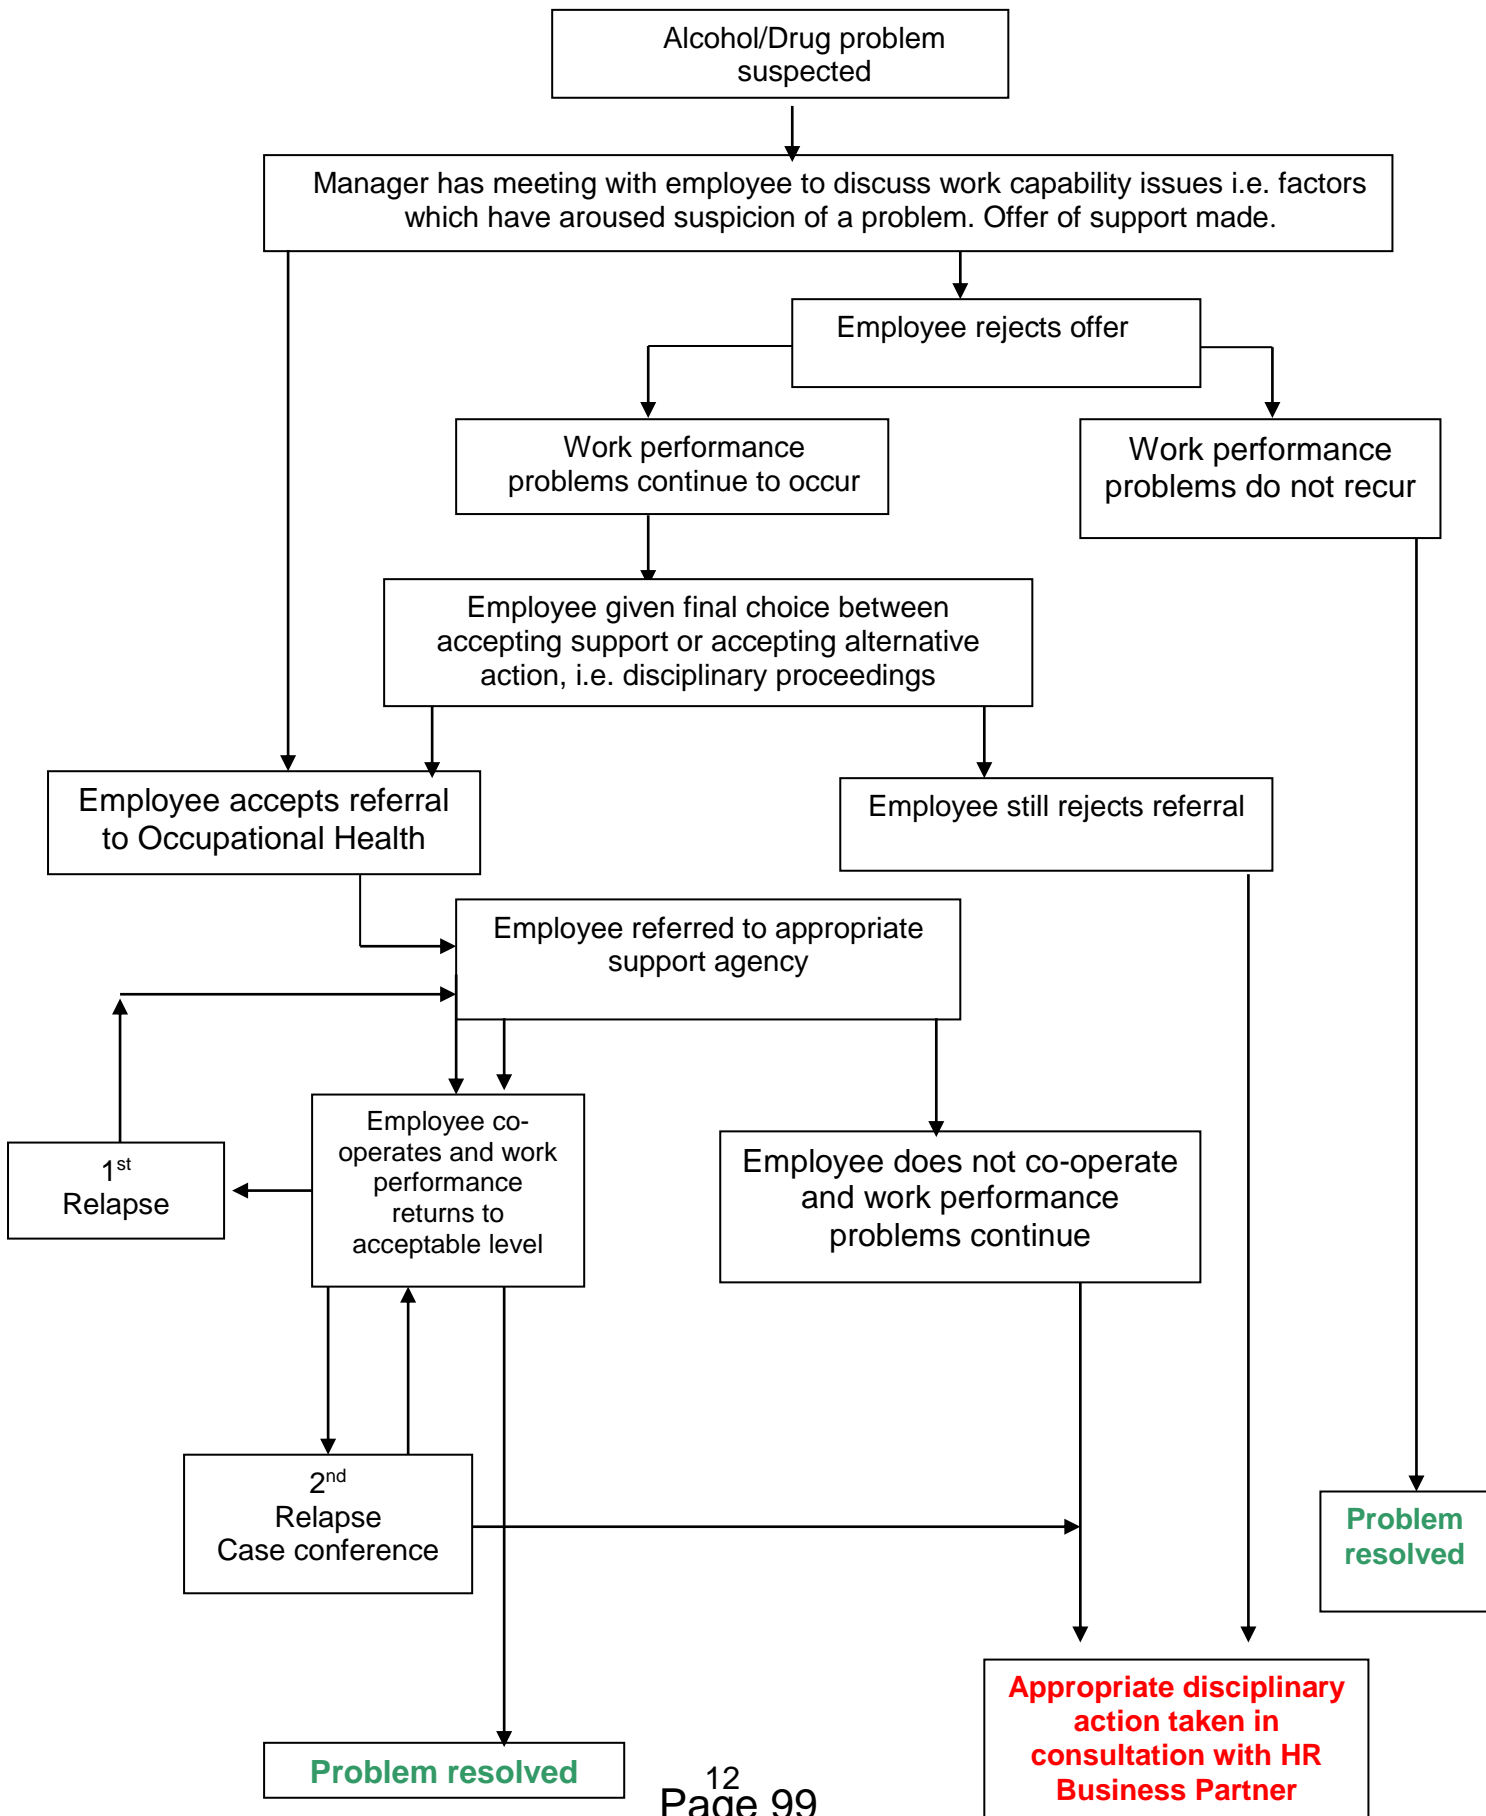 Alcohol/Drug problem
suspected
Manager has meeting with employee to discuss work capability issues i.e. factors
which have aroused suspicion of a problem. Offer of support made.
Employee rejects offer
Work performance
problems continue to occur
Work performance
problems do not recur
Employee given final choice between
accepting support or accepting alternative
action, i.e. disciplinary proceedings
Employee accepts referral
to Occupational Health
Employee still rejects referral
Employee referred to appropriate
support agency
1st
Relapse
Employee co-
operates and work
performance
returns to
acceptable level
Employee does not co-operate
and work performance
problems continue
2nd
Relapse
Case conference
Problem
resolved
Appropriate disciplinary
action taken in
consultation with HR
Business Partner
Problem resolved
12
Page 99